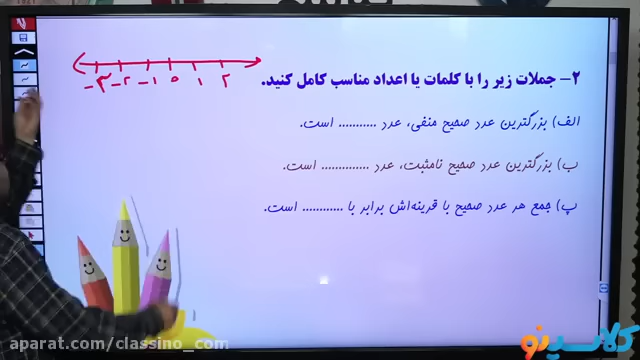 ۲- جملات زیر را با کلمات یا اعداد مناسب کامل کنید.
-۳ -۲ -۱ ۰ ۱ ۲
الف) بزرگترین عدد صحیح منفی، عدد ........... است.
ب) بزرگترین عدد صحیح نامثبت، عدد .............. است.
پ) جمع هر عدد صحیح با قرینه‌اش برابر با ............ است.
aparat.com/classino_com
کلاسینو